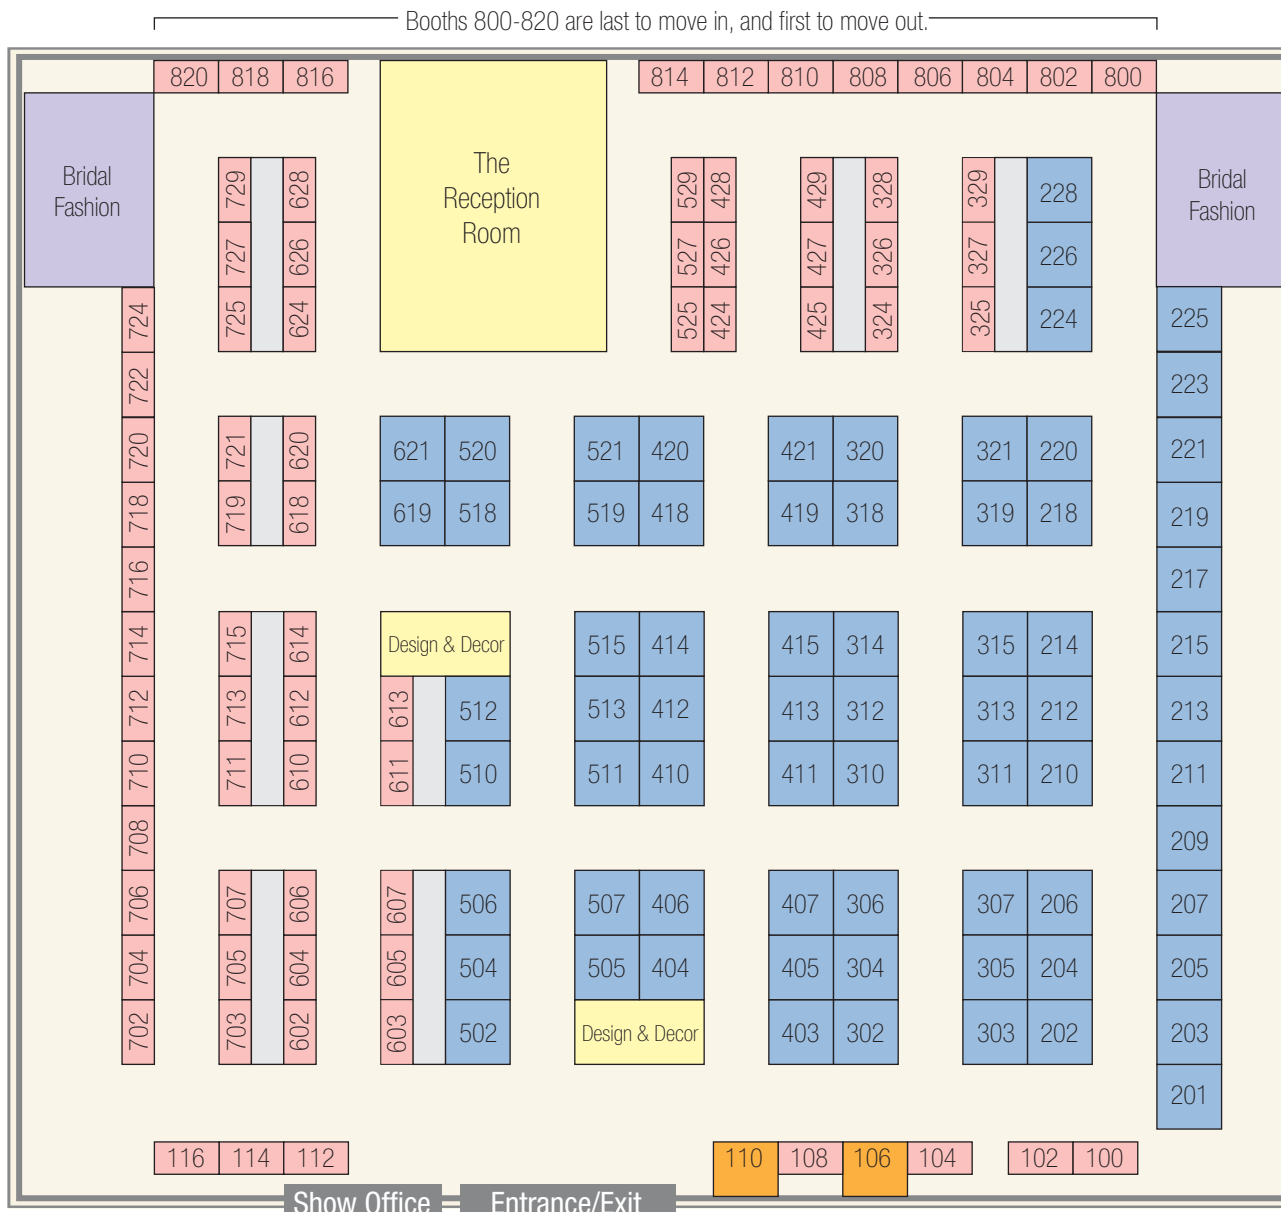 Booths 800-820 are last to move in, and first to move out.
820 818 816 814 812 810 808 806 804 802 800
Bridal
Fashion
The
Reception
Room
Bridal
Fashion
729 628 529 428 429 328 329 228
727 626 527 426 427 326 327 226
725 624 525 424 425 324 325 224
724 225
722 223
720 721 620 621 520 521 420 421 320 321 220 221
718 719 618 619 518 519 418 419 318 319 218 219
716 217
714 715 614 Design & Decor 515 414 415 314 315 214 215
712 713 612 613 512 513 412 413 312 313 212 213
710 711 610 611 510 511 410 411 310 311 210 211
708 209
706 707 606 607 506 507 406 407 306 307 206 207
704 705 604 605 504 505 404 405 304 305 204 205
702 703 602 603 502 Design & Decor 403 302 303 202 203
201
116 114 112 110 108 106 104 102 100
Show Office Entrance/Exit